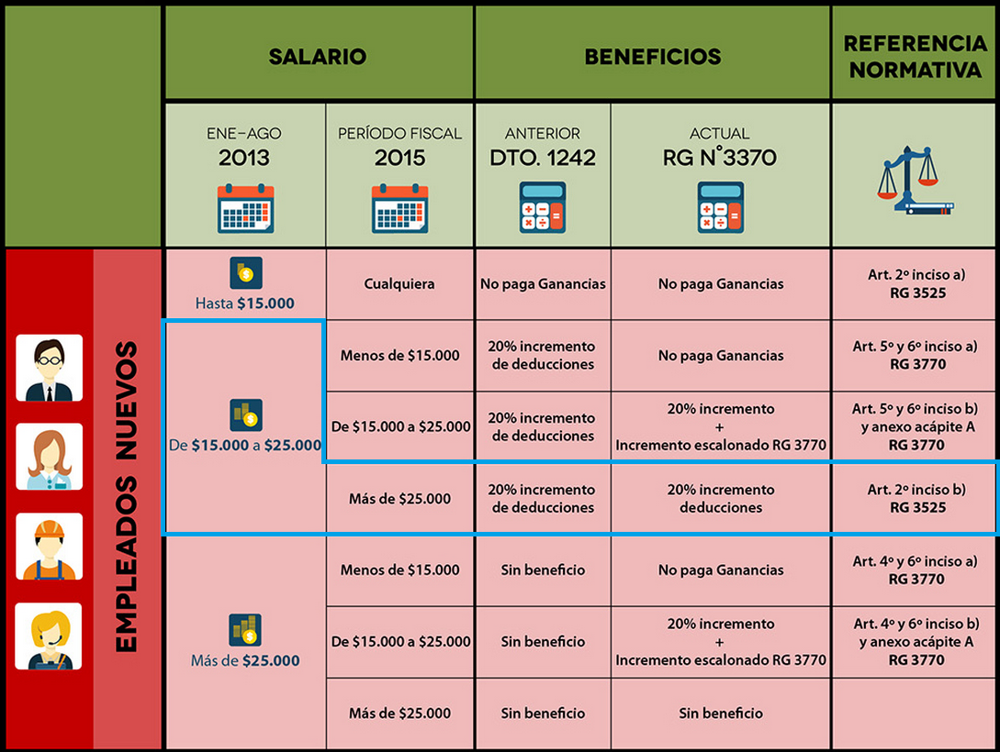 SALARIO
BENEFICIOS
REFERENCIA
NORMATIVA
ENE-AGO
2013
PERÍODO FISCAL
2015
ANTERIOR
DTO. 1242
ACTUAL
RG N°3370
EMPLEADOS NUEVOS
Hasta $15.000
Cualquiera
No paga Ganancias
No paga Ganancias
Art. 2º inciso a)
RG 3525
De $15.000 a $25.000
Menos de $15.000
20% incremento
de deducciones
No paga Ganancias
Art. 5º y 6º inciso a)
RG 3770
De $15.000 a $25.000
20% incremento
de deducciones
20% incremento
+
Incremento escalonado RG 3770
Art. 5º y 6º inciso b)
y anexo acápite A
RG 3770
Más de $25.000
20% incremento
de deducciones
20% incremento
deducciones
Art. 2º inciso b)
RG 3525
Más de $25.000
Menos de $15.000
Sin beneficio
No paga Ganancias
Art. 4º y 6º inciso a)
RG 3770
De $15.000 a $25.000
Sin beneficio
20% incremento
+
Incremento escalonado RG 3770
Art. 4º y 6º inciso b)
y anexo acápite A
RG 3770
Más de $25.000
Sin beneficio
Sin beneficio